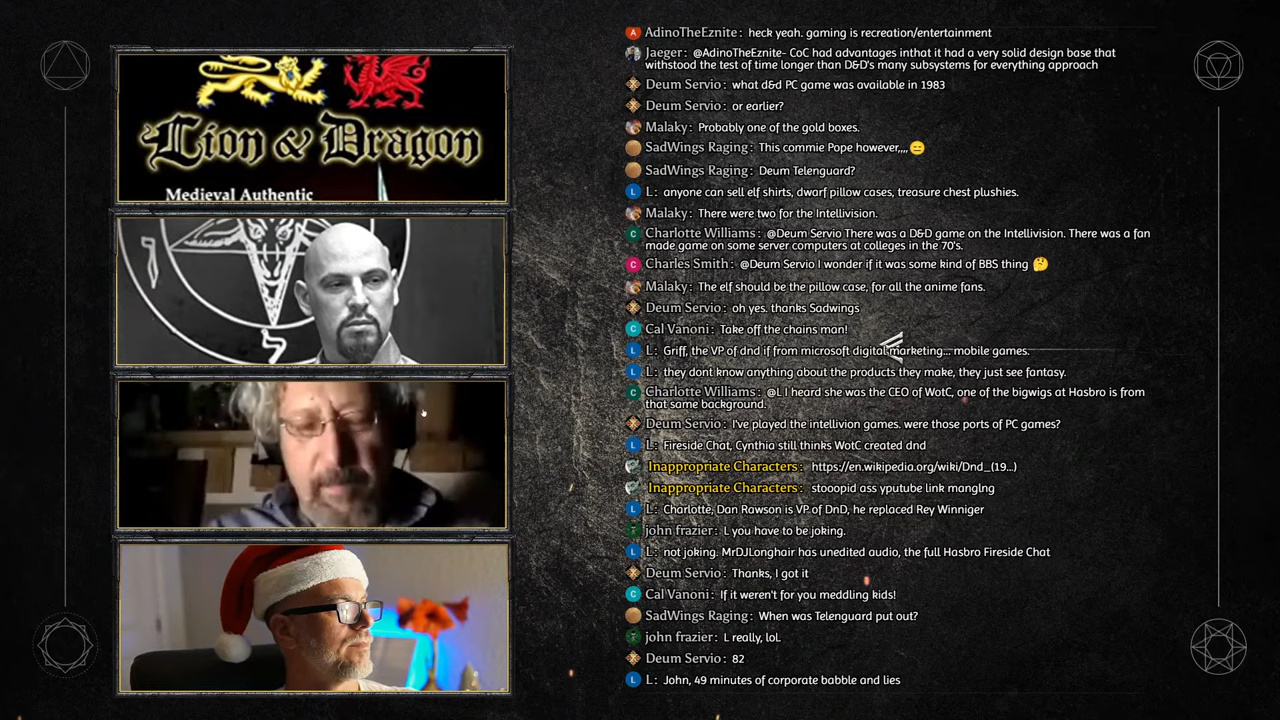 Lion & Dragon
Medieval Authentic
AdinoTheEznite: heck yeah. gaming is recreation/entertainment
Jaeger: @AdinoTheEznite- CoC had advantages inthat it had a very solid design base that
withstood the test of time longer than D&D's many subsystems for everything approach
Deum Servio: what d&d PC game was available in 1983
Deum Servio: or earlier?
Malaky: Probably one of the gold boxes.
SadWings Raging: This commie Pope however,,,, 😑
SadWings Raging: Deum Telenguard?
L: anyone can sell elf shirts, dwarf pillow cases, treasure chest plushies.
Malaky: There were two for the Intellivision.
Charlotte Williams: @Deum Servio There was a D&D game on the Intellivision. There was a fan
made game on some server computers at colleges in the 70's.
Charles Smith: @Deum Servio I wonder if it was some kind of BBS thing 🤔
Malaky: The elf should be the pillow case, for all the anime fans.
Deum Servio: oh yes. thanks Sadwings
Cal Vanoni: Take off the chains man!
L: Griff, the VP of dnd if from microsoft digital marketing... mobile games.
L: they dont know anything about the products they make, they just see fantasy.
Charlotte Williams: @L I heard she was the CEO of WotC, one of the bigwigs at Hasbro is from
that same background.
Deum Servio: I've played the intellivion games. were those ports of PC games?
L: Fireside Chat, Cynthia still thinks WotC created dnd
Inappropriate Characters: https://en.wikipedia.org/wiki/Dnd_(19...)
Inappropriate Characters: stooopid ass yputube link manglng
L: Charlotte, Dan Rawson is VP of DnD, he replaced Rey Winniger
john frazier: L you have to be joking.
L: not joking. MrDJLonghair has unedited audio, the full Hasbro Fireside Chat
Deum Servio: Thanks, I got it
Cal Vanoni: If it weren't for you meddling kids!
SadWings Raging: When was Telenguard put out?
john frazier: L really, lol.
Deum Servio: 82
L: John, 49 minutes of corporate babble and lies